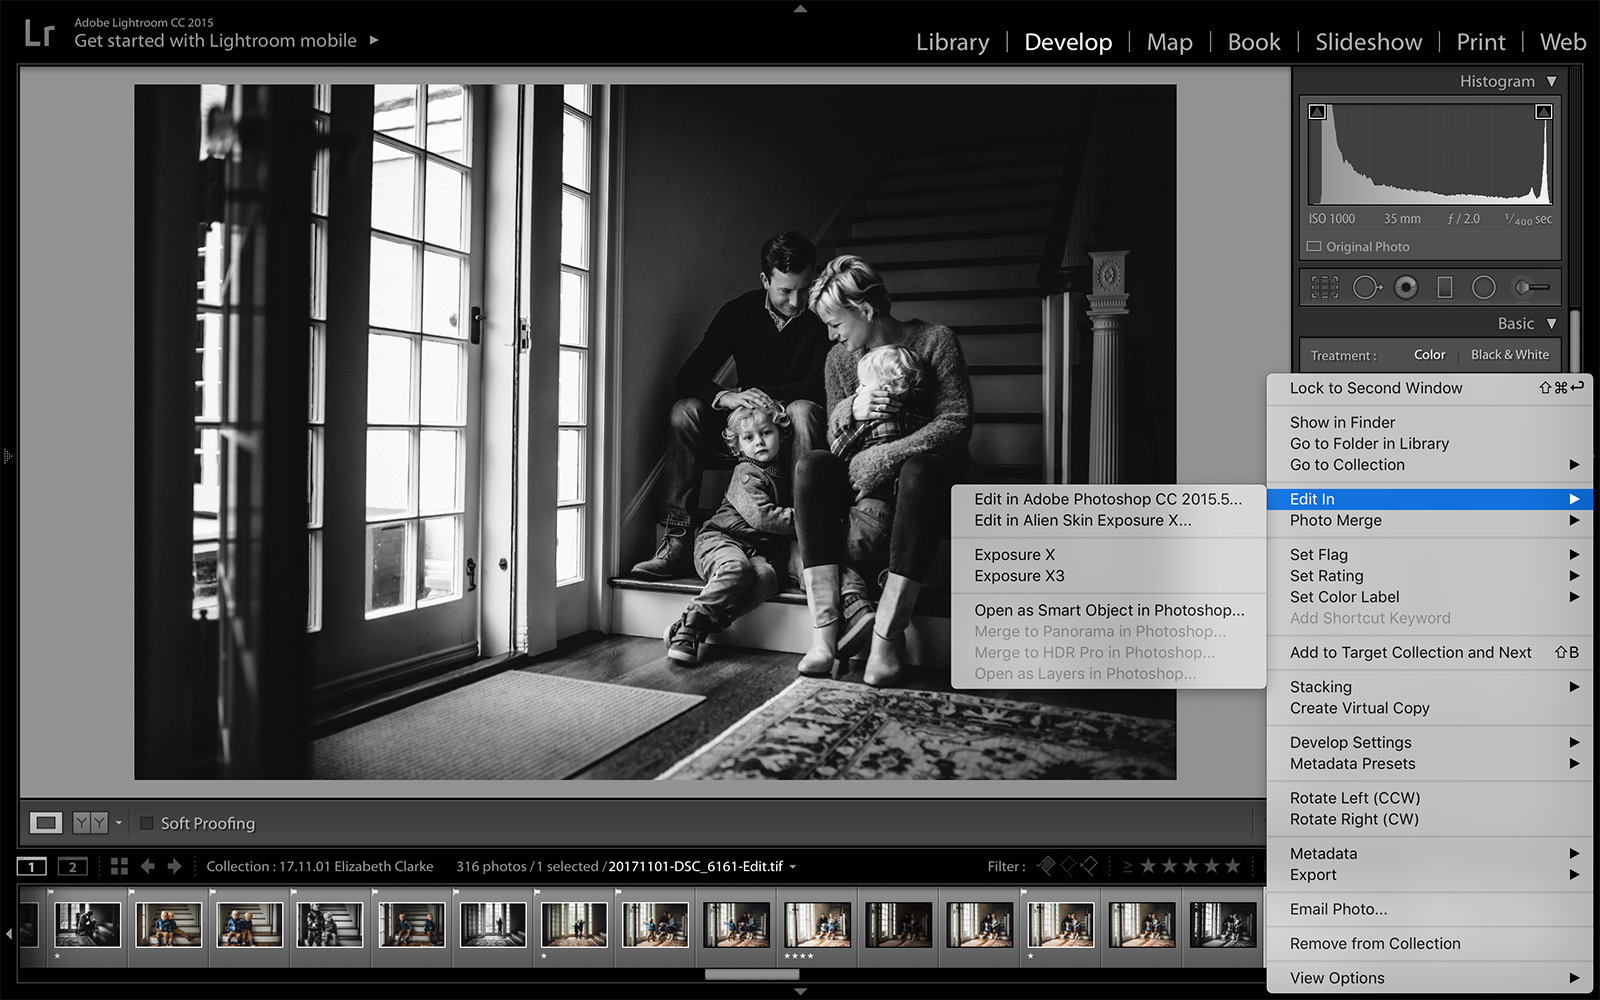 Lr
Adobe Lightroom CC 2015
Get started with Lightroom mobile
Library | Develop | Map | Book | Slideshow | Print | Web
Histogram
ISO 1000 35 mm ƒ / 2.0 1/400 sec
Original Photo
Basic
Treatment : Color | Black & White
Lock to Second Window ⇧⌘↩
Show in Finder
Go to Folder in Library
Go to Collection
Edit In
Photo Merge
Set Flag
Set Rating
Set Color Label
Add Shortcut Keyword
Add to Target Collection and Next ⇧B
Stacking
Create Virtual Copy
Develop Settings
Metadata Presets
Rotate Left (CCW)
Rotate Right (CW)
Metadata
Export
Email Photo...
Remove from Collection
View Options
Edit in Adobe Photoshop CC 2015.5...
Edit in Alien Skin Exposure X...
Exposure X
Exposure X3
Open as Smart Object in Photoshop...
Merge to Panorama in Photoshop...
Merge to HDR Pro in Photoshop...
Open as Layers in Photoshop...
Y Y Soft Proofing
1 2 Collection : 17.11.01 Elizabeth Clarke 316 photos / 1 selected / 20171101-DSC_6161-Edit.tif Filter : ≥ ★★★★★